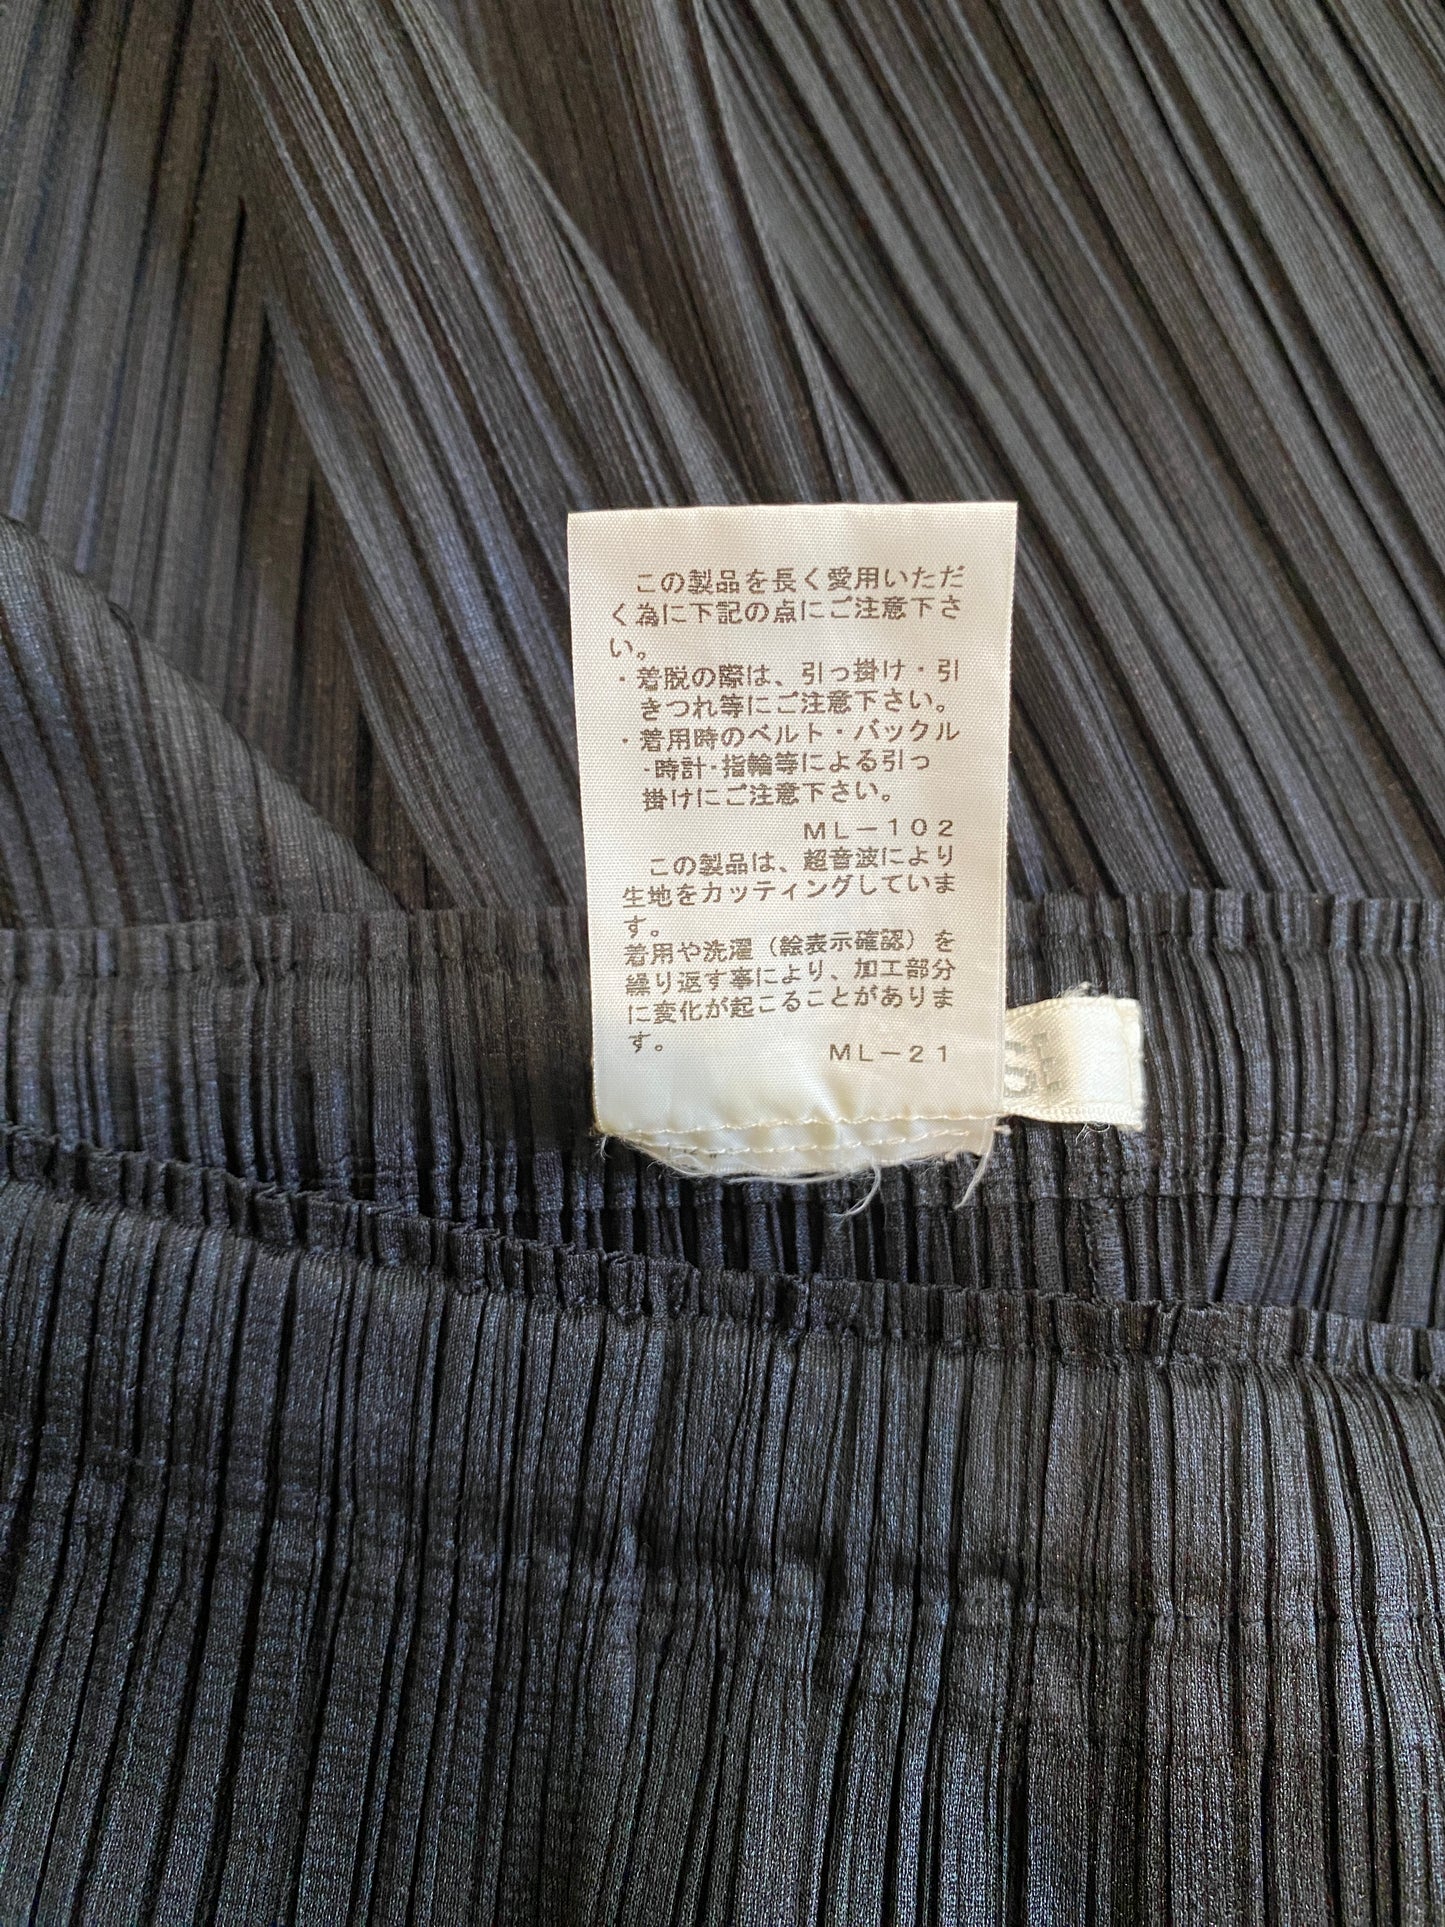 この製品を長く愛用いただ
く為に下記の点にご注意下さ
い。
・着脱の際は、引っ掛け・引
きつれ等にご注意下さい。
・着用時のベルト・バックル
・時計・指輪等による引っ
掛けにご注意下さい。
ML－102
この製品は、超音波により
生地をカッティングしていま
す。
着用や洗濯（絵表示確認）を
繰り返す事により、加工部分
に変化が起こることがありま
す。
ML－21